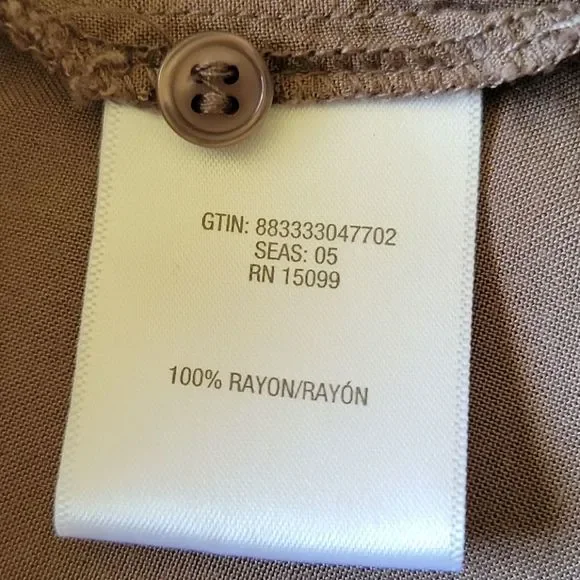 GTIN: 883333047702
SEAS: 05
RN 15099
100% RAYON/RAYÓN